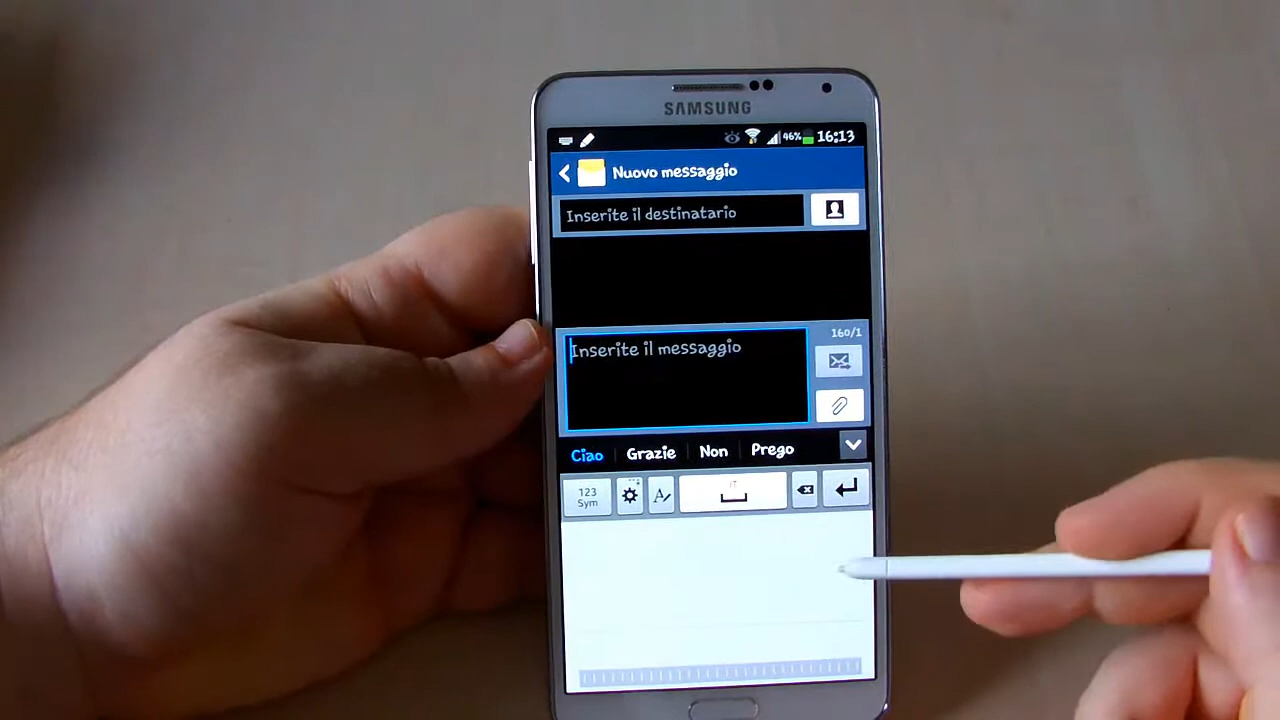 SAMSUNG
46% 16:13
Nuovo messaggio
Inserite il destinatario
160/1
Inserite il messaggio
Ciao Grazie Non Prego
123
Sym
IT